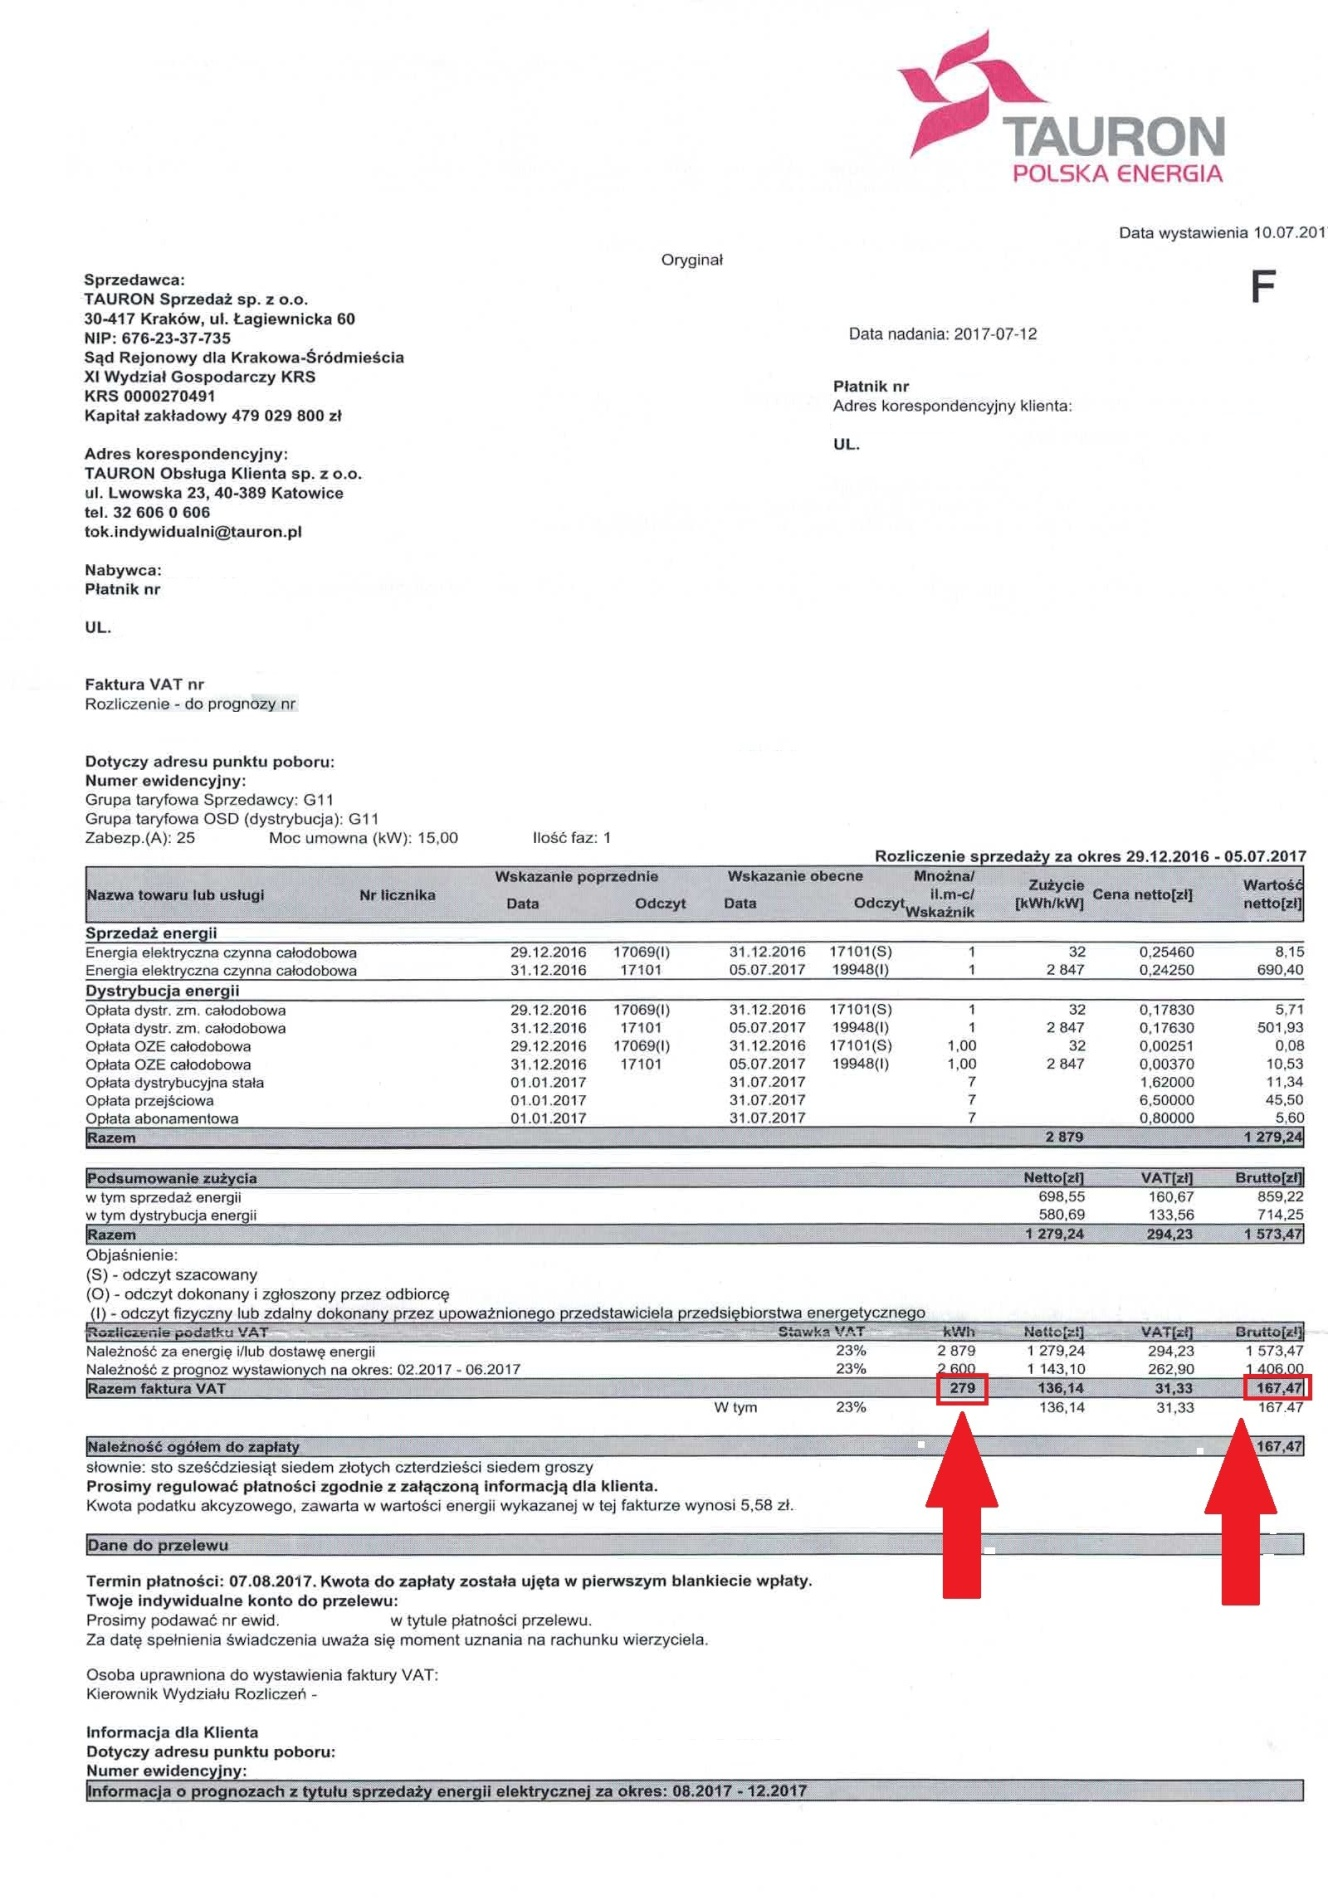 TAURON
POLSKA ENERGIA
Data wystawienia 10.07.201
Oryginał
F
Sprzedawca:
TAURON Sprzedaż sp. z o.o.
30-417 Kraków, ul. Łagiewnicka 60
NIP: 676-23-37-735
Sąd Rejonowy dla Krakowa-Śródmieścia
XI Wydział Gospodarczy KRS
KRS 0000270491
Kapitał zakładowy 479 029 800 zł
Data nadania: 2017-07-12
Płatnik nr
Adres korespondencyjny klienta:
UL.
Adres korespondencyjny:
TAURON Obsługa Klienta sp. z o.o.
ul. Lwowska 23, 40-389 Katowice
tel. 32 606 0 606
tok.indywidualni@tauron.pl
Nabywca:
Płatnik nr
UL.
Faktura VAT nr
Rozliczenie - do prognozy nr
Dotyczy adresu punktu poboru:
Numer ewidencyjny:
Grupa taryfowa Sprzedawcy: G11
Grupa taryfowa OSD (dystrybucja): G11
Zabezp.(A): 25 Moc umowna (kW): 15,00 Ilość faz: 1
Rozliczenie sprzedaży za okres 29.12.2016 - 05.07.2017
Nazwa towaru lub usługi Nr licznika Wskazanie poprzednie Data Odczyt Wskazanie obecne Data Odczyt Mnożna/ il.m-c/ Wskaźnik Zużycie [kWh/kW] Cena netto[zł] Wartość netto[zł]
Sprzedaż energii
Energia elektryczna czynna całodobowa 29.12.2016 17069(I) 31.12.2016 17101(S) 1 32 0,25460 8,15
Energia elektryczna czynna całodobowa 31.12.2016 17101 05.07.2017 19948(I) 1 2 847 0,24250 690,40
Dystrybucja energii
Opłata dystr. zm. całodobowa 29.12.2016 17069(I) 31.12.2016 17101(S) 1 32 0,17830 5,71
Opłata dystr. zm. całodobowa 31.12.2016 17101 05.07.2017 19948(I) 1 2 847 0,17630 501,93
Opłata OZE całodobowa 29.12.2016 17069(I) 31.12.2016 17101(S) 1,00 32 0,00251 0,08
Opłata OZE całodobowa 31.12.2016 17101 05.07.2017 19948(I) 1,00 2 847 0,00370 10,53
Opłata dystrybucyjna stała 01.01.2017 31.07.2017 7 1,62000 11,34
Opłata przejściowa 01.01.2017 31.07.2017 7 6,50000 45,50
Opłata abonamentowa 01.01.2017 31.07.2017 7 0,80000 5,60
Razem 2 879 1 279,24
Podsumowanie zużycia Netto[zł] VAT[zł] Brutto[zł]
w tym sprzedaż energii 698,55 160,67 859,22
w tym dystrybucja energii 580,69 133,56 714,25
Razem 1 279,24 294,23 1 573,47
Objaśnienie:
(S) - odczyt szacowany
(O) - odczyt dokonany i zgłoszony przez odbiorcę
(I) - odczyt fizyczny lub zdalny dokonany przez upoważnionego przedstawiciela przedsiębiorstwa energetycznego
Rozliczenie podatku VAT Stawka VAT kWh Netto[zł] VAT[zł] Brutto[zł]
Należność za energię i/lub dostawę energii 23% 2 879 1 279,24 294,23 1 573,47
Należność z prognoz wystawionych na okres: 02.2017 - 06.2017 23% 2 600 1 143,10 262,90 1 406,00
Razem faktura VAT 279 136,14 31,33 167,47
W tym 23% 136,14 31,33 167.47
Należność ogółem do zapłaty 167,47
słownie: sto sześćdziesiąt siedem złotych czterdzieści siedem groszy
Prosimy regulować płatności zgodnie z załączoną informacją dla klienta.
Kwota podatku akcyzowego, zawarta w wartości energii wykazanej w tej fakturze wynosi 5,58 zł.
Dane do przelewu
Termin płatności: 07.08.2017. Kwota do zapłaty została ujęta w pierwszym blankiecie wpłaty.
Twoje indywidualne konto do przelewu:
Prosimy podawać nr ewid. w tytule płatności przelewu.
Za datę spełnienia świadczenia uważa się moment uznania na rachunku wierzyciela.
Osoba uprawniona do wystawienia faktury VAT:
Kierownik Wydziału Rozliczeń -
Informacja dla Klienta
Dotyczy adresu punktu poboru:
Numer ewidencyjny:
Informacja o prognozach z tytułu sprzedaży energii elektrycznej za okres: 08.2017 - 12.2017